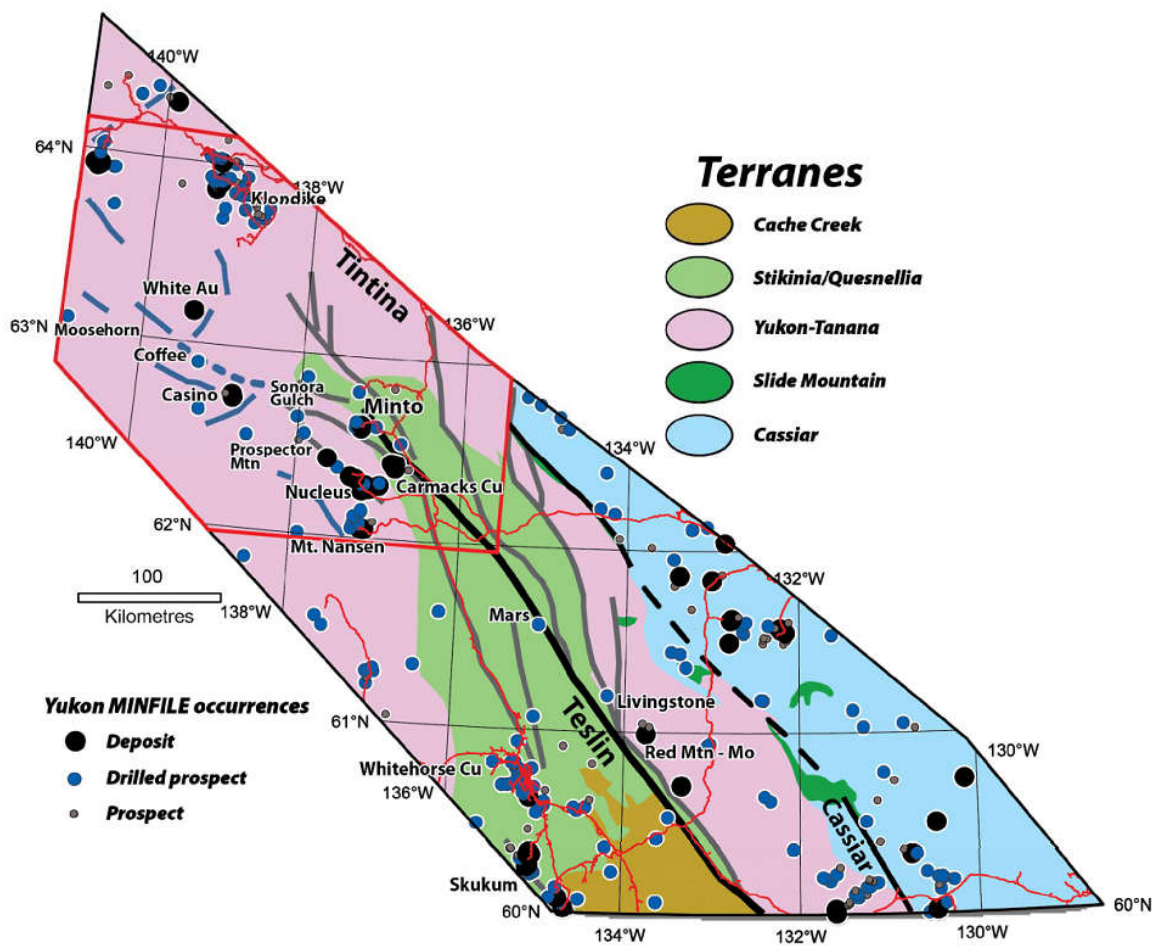 140°W
64°N
138°W
Klondike
Tintina
White Au
63°N
Moosehorn
136°W
Coffee
Casino
Sonora
Gulch
Minto
140°W
Prospector
Mtn
Nucleus
Carmacks Cu
134°W
62°N
Mt. Nansen
132°W
138°W
Mars
Livingstone
61°N
Teslin
Red Mtn - Mo
130°W
Whitehorse Cu
136°W
Cassiar
Skukum
60°N
60°N
134°W
132°W
130°W
Terranes
Cache Creek
Stikinia/Quesnellia
Yukon-Tanana
Slide Mountain
Cassiar
100
Kilometres
Yukon MINFILE occurrences
Deposit
Drilled prospect
Prospect